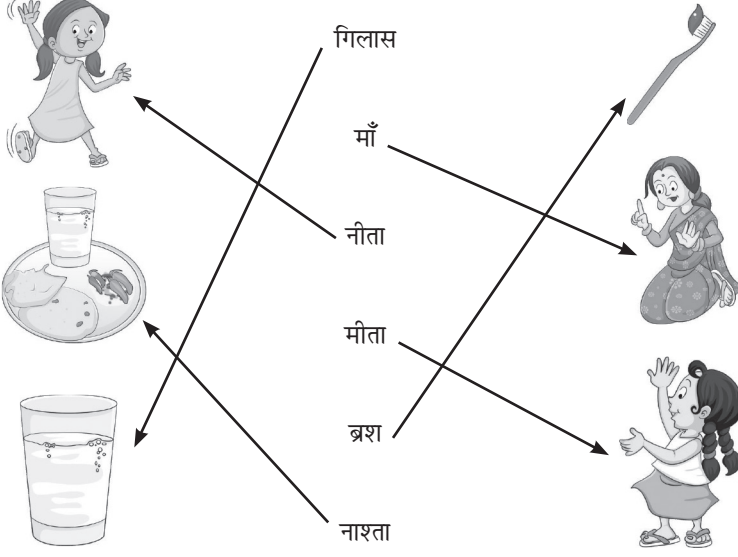 गिलास
माँ
नीता
मीता
ब्रश
नाश्ता